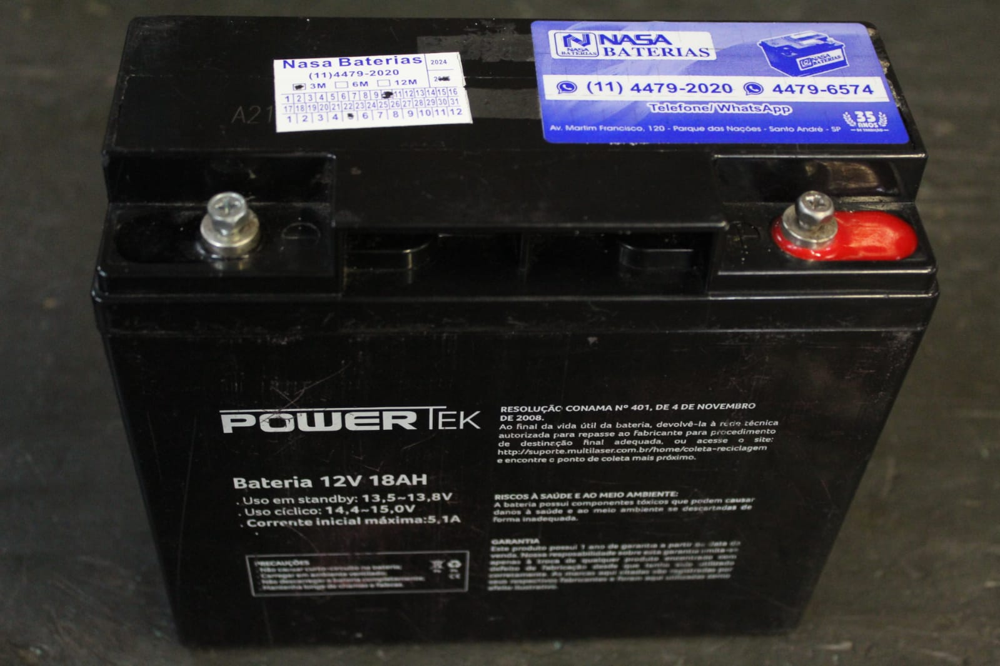 Nasa Baterias
(11)4479-2020
3M 6M 12M
2024
1 2 3 4 5 6 7 8 9 11 12 13 14 15 16
17 18 19 20 21 22 23 24 25 26 27 28 29 30 31
1 2 3 4 6 7 8 9 10 11 12
A21
NASA
BATERIAS
NASA
BATERIAS
NASA
BATERIAS
(11) 4479-2020 4479-6574
Telefone/ WhatsApp
Av. Martim Francisco, 120 - Parque das Nações - Santo André - SP
35
ANOS
DE TRADIÇÃO
POWERTEK
Bateria 12V 18AH
. Uso em standby: 13,5~13,8V
. Uso cíclico: 14,4~15,0V
. Corrente inicial máxima:5,1A
RESOLUÇÃO CONAMA Nº 401, DE 4 DE NOVEMBRO
DE 2008.
Ao final da vida útil da bateria, devolvê-la à rede técnica
autorizada para repasse ao fabricante para procedimento
de destinação final adequada, ou acesse o site:
http://suporte.multilaser.com.br/home/coleta-reciclagem
e encontre o ponto de coleta mais próximo.
RISCOS À SAÚDE E AO MEIO AMBIENTE:
A bateria possui componentes tóxicos que podem causar
danos à saúde e ao meio ambiente se descartadas de
forma inadequada.
GARANTIA
Este produto possui 1 ano de garantia a partir da data da
venda. Nossa responsabilidade sobre esta garantia limita-se
apenas à troca de qualquer produto encontrado com
defeito de fabricação desde que tenha sido utilizado
corretamente. As marcas aqui citadas são registradas por
seus respectivos fabricantes e foram aqui utilizadas como
efeito ilustrativo.
PRECAUÇÕES
. Não causar curto-circuito na bateria;
. Carregar em ambiente ventilado;
. Não descarregar a bateria completamente;
. Mantenha longe de chamas e faíscas.